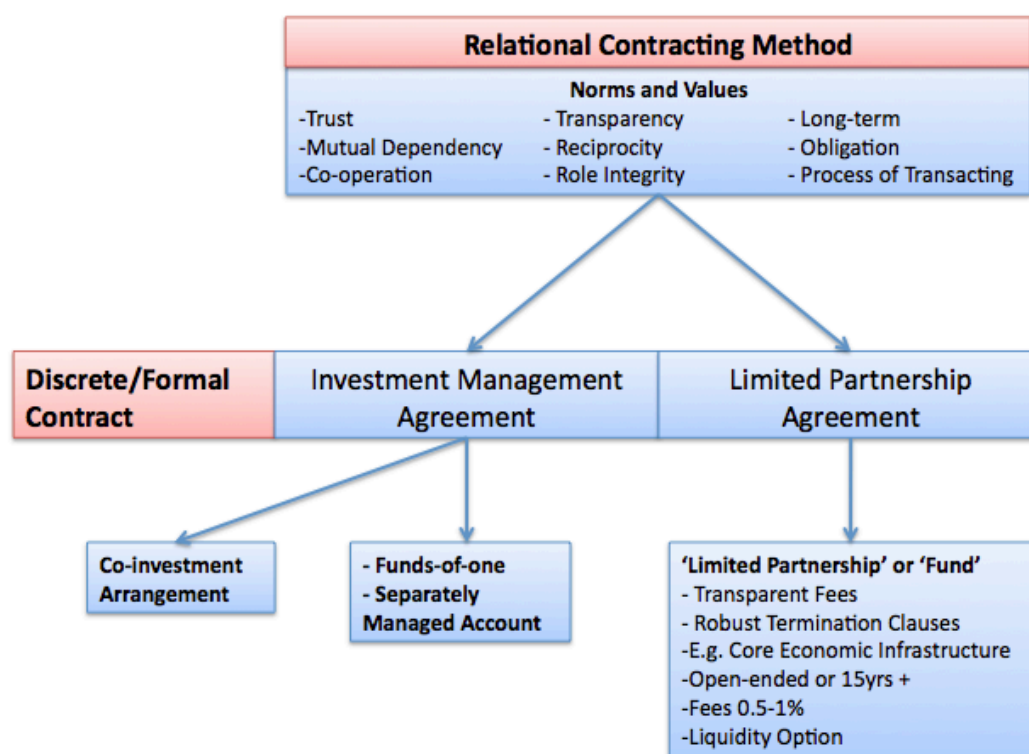 Relational Contracting Method
Norms and Values
-Trust
-Mutual Dependency
-Co-operation
- Transparency
- Reciprocity
- Role Integrity
- Long-term
- Obligation
- Process of Transacting
Discrete/Formal
Contract
Investment Management
Agreement
Limited Partnership
Agreement
Co-investment
Arrangement
- Funds-of-one
- Separately
Managed Account
‘Limited Partnership’ or ‘Fund’
- Transparent Fees
- Robust Termination Clauses
-E.g. Core Economic Infrastructure
-Open-ended or 15yrs +
-Fees 0.5-1%
-Liquidity Option